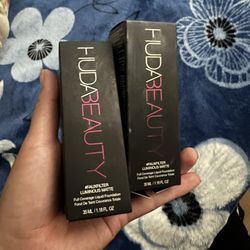 HUDABEAUTY
#FAUXFILTER
LUMINOUS MATTE
Full Coverage Liquid Foundation
Fond De Teint Couvrance Totale
35 ML / 1.18 FL. OZ
HUDABEAUTY
#FAUXFILTER
LUMINOUS MATTE
Full Coverage Liquid Foundation
Fond De Teint Couvrance Totale
35 ML / 1.18 FL. OZ